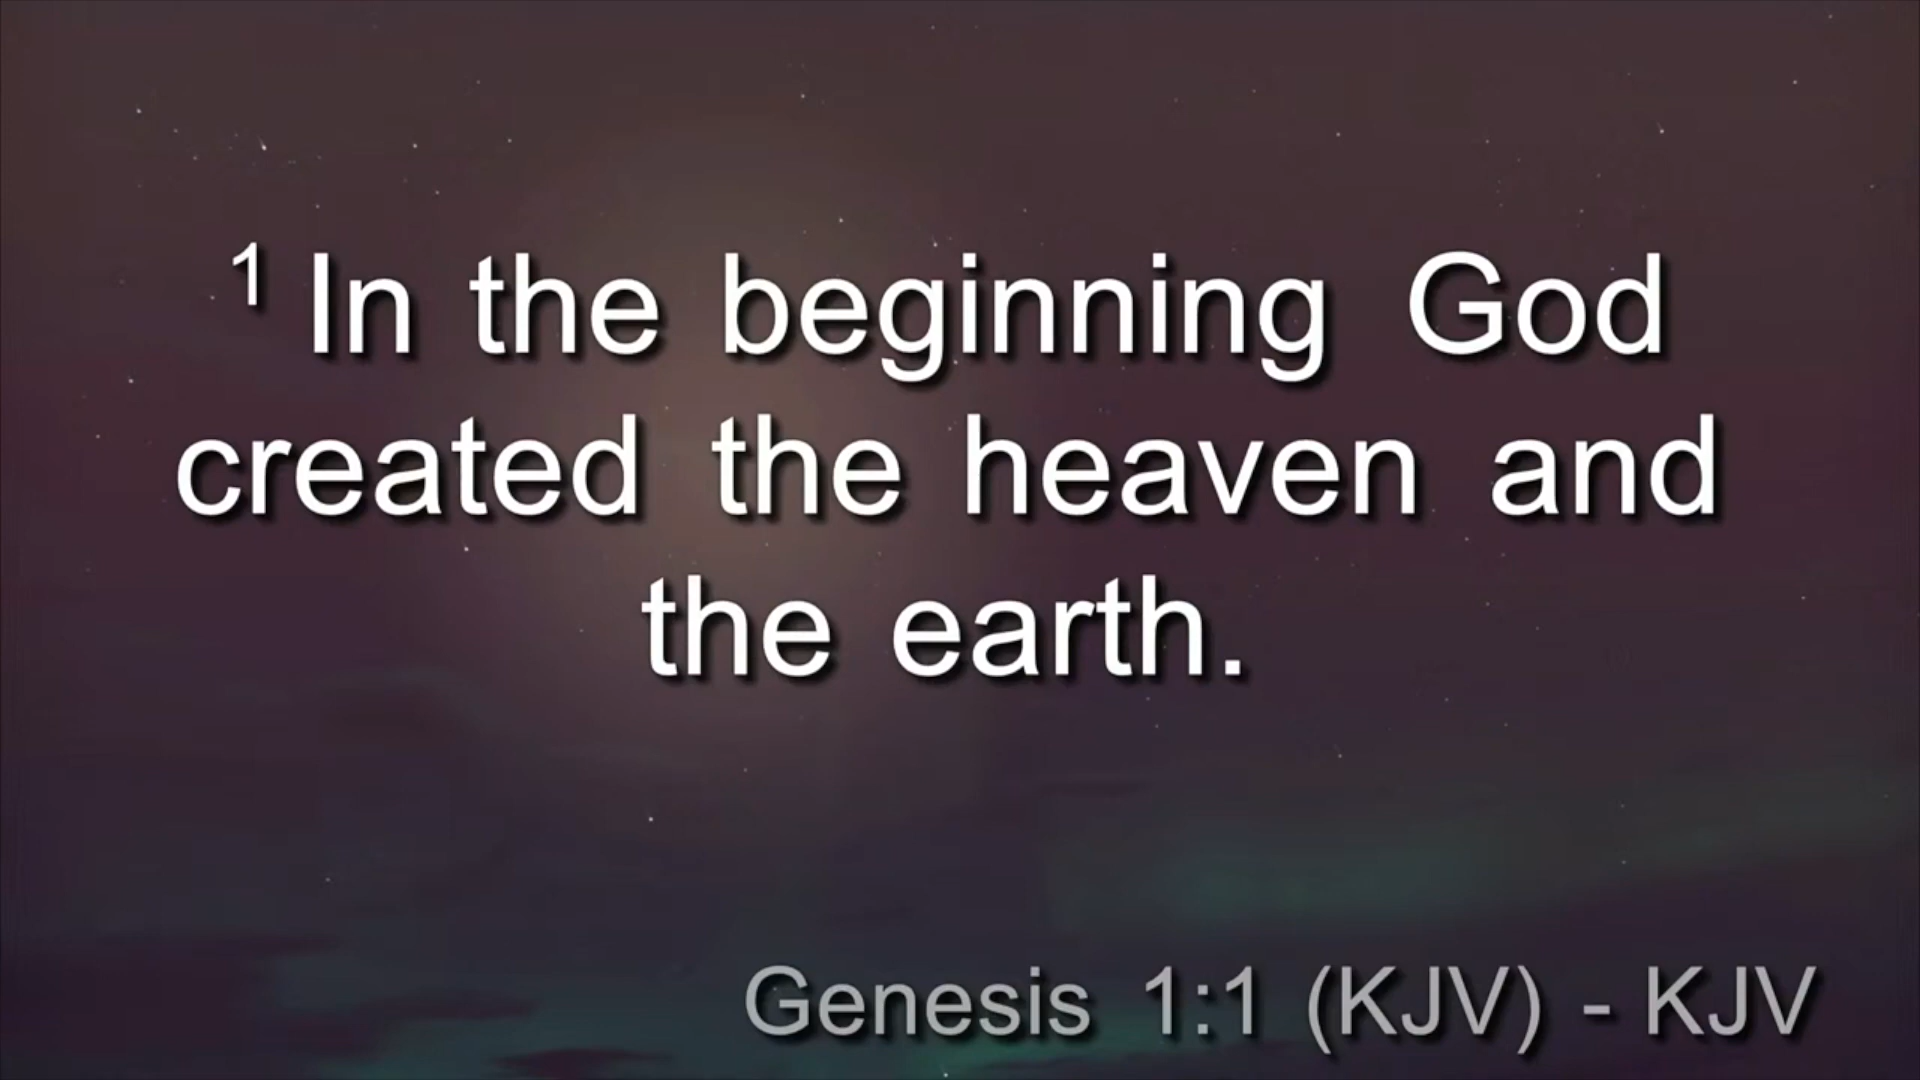 1 In the beginning God
created the heaven and
the earth.
Genesis 1:1 (KJV) - KJV